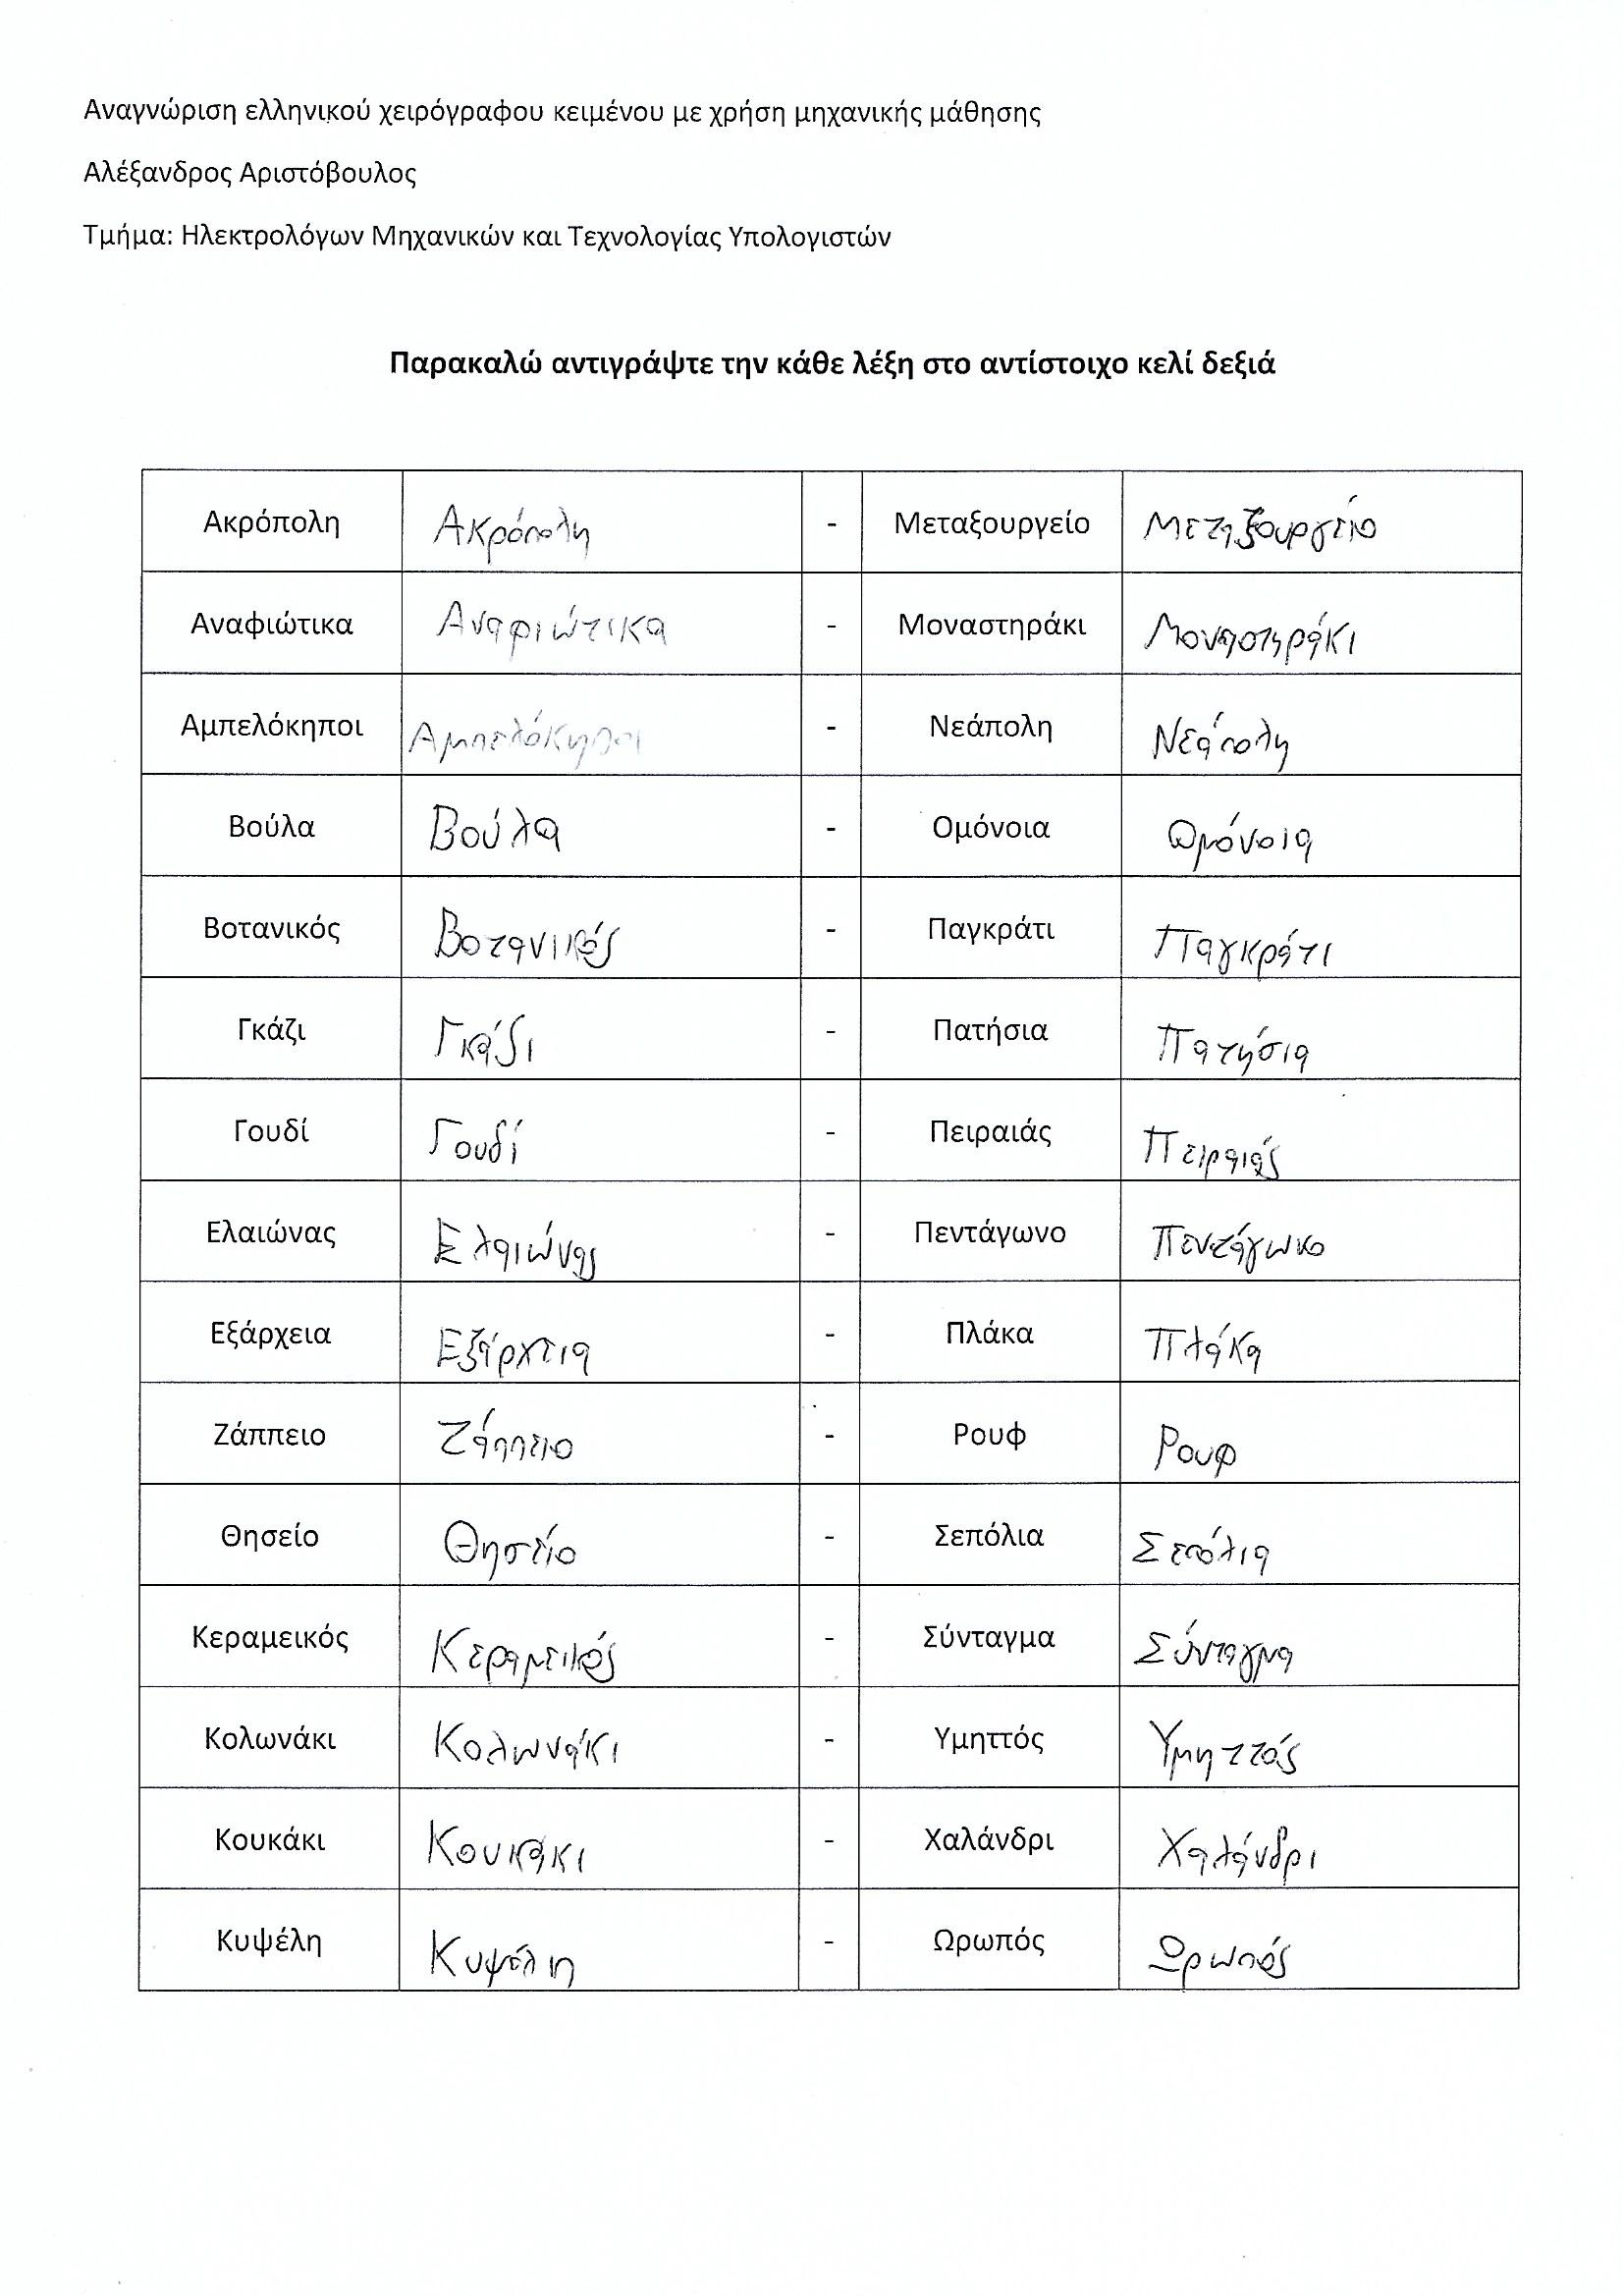 Αναγνώριση ελληνικού χειρόγραφου κειμένου με χρήση μηχανικής μάθησης
Αλέξανδρος Αριστόβουλος
Τμήμα: Ηλεκτρολόγων Μηχανικών και Τεχνολογίας Υπολογιστών
Παρακαλώ αντιγράψτε την κάθε λέξη στο αντίστοιχο κελί δεξιά
Ακρόπολη Ακρόπολη - Μεταξουργείο Μεταξουργείο
Αναφιώτικα Αναφιώτικα - Μοναστηράκι Μοναστηράκι
Αμπελόκηποι Αμπελόκηποι - Νεάπολη Νεάπολη
Βούλα Βούλα - Ομόνοια Ομόνοια
Βοτανικός Βοτανικός - Παγκράτι Παγκράτι
Γκάζι Γκάζι - Πατήσια Πατήσια
Γουδί Γουδί - Πειραιάς Πειραιάς
Ελαιώνας Ελαιώνας - Πεντάγωνο Πεντάγωνο
Εξάρχεια Εξάρχεια - Πλάκα Πλάκα
Ζάππειο Ζάππειο - Ρουφ Ρουφ
Θησείο Θησείο - Σεπόλια Σεπόλια
Κεραμεικός Κεραμεικός - Σύνταγμα Σύνταγμα
Κολωνάκι Κολωνάκι - Υμηττός Υμηττός
Κουκάκι Κουκάκι - Χαλάνδρι Χαλάνδρι
Κυψέλη Κυψέλη - Ωρωπός Ωρωπός